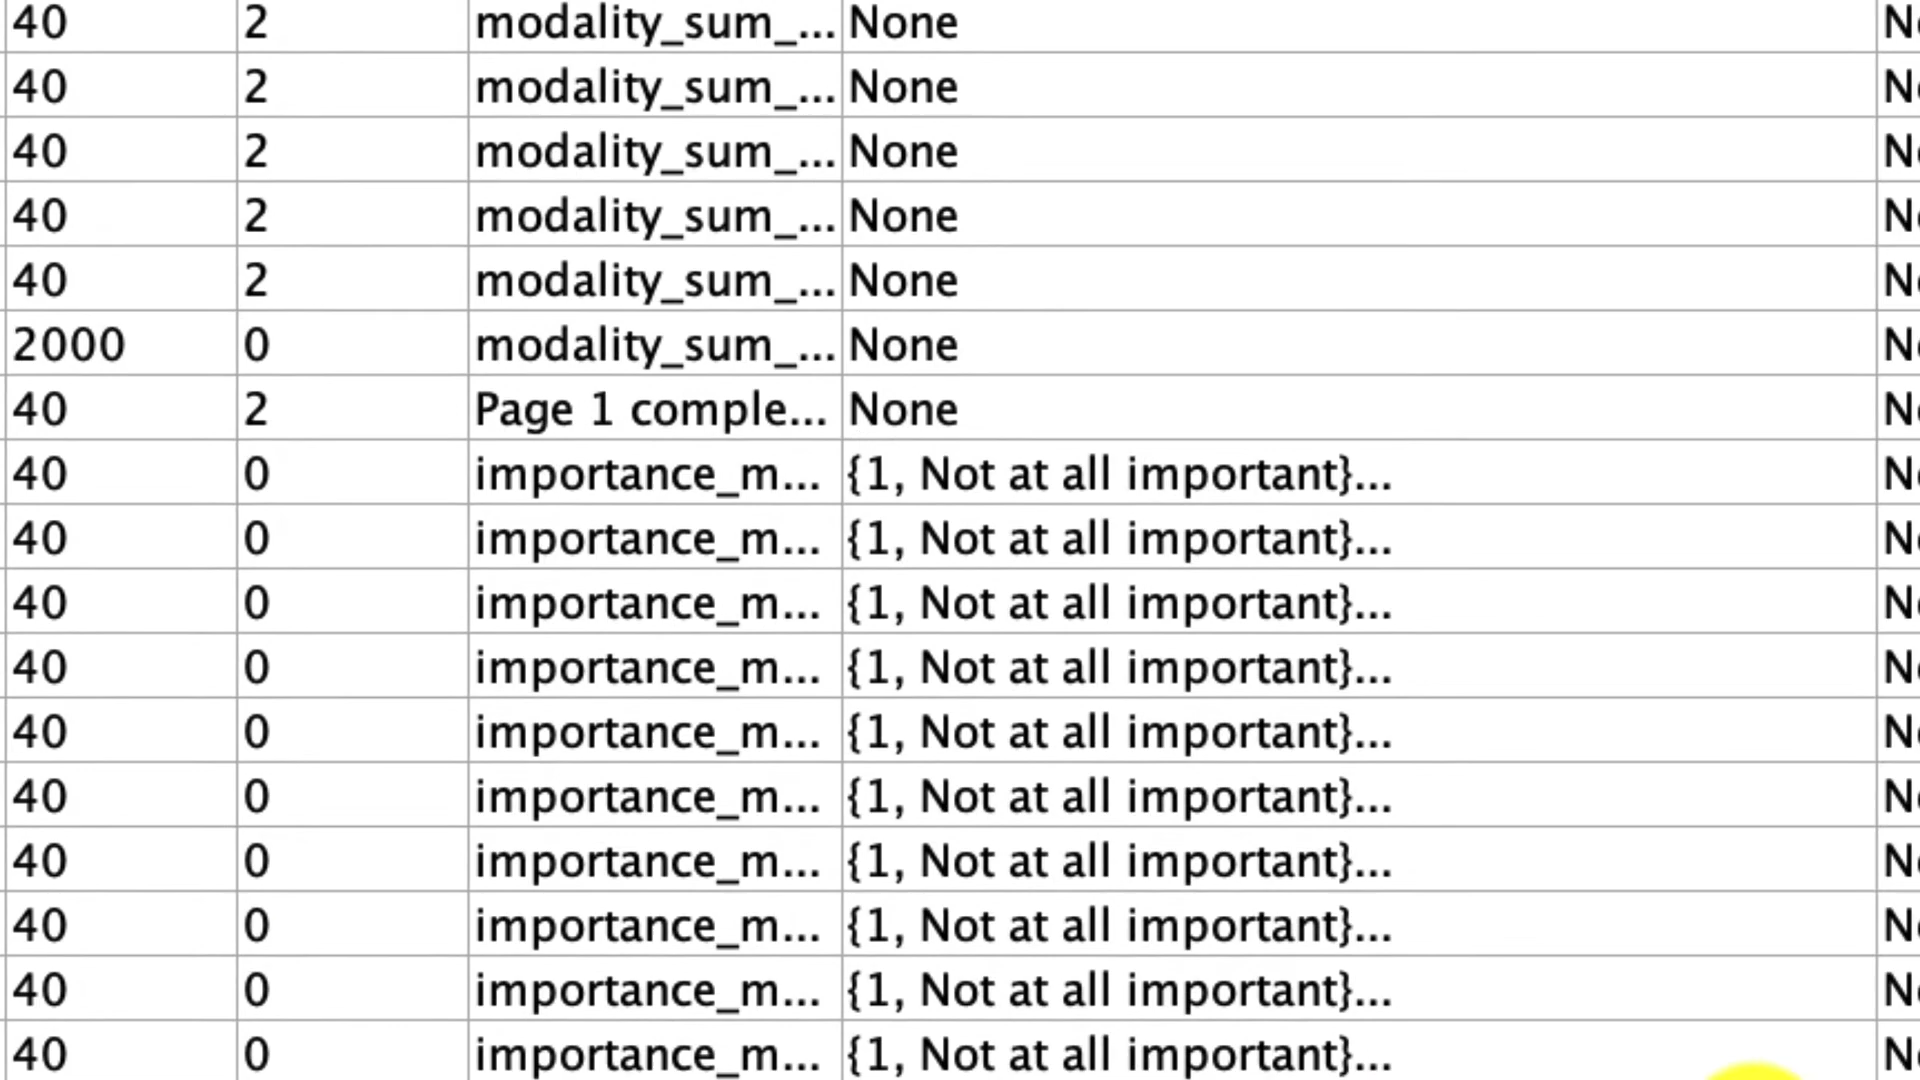 40 2 modality_sum_... None
40 2 modality_sum_... None
40 2 modality_sum_... None
40 2 modality_sum_... None
40 2 modality_sum_... None
2000 0 modality_sum_... None
40 2 Page 1 comple... None
40 0 importance_m... {1, Not at all important}...
40 0 importance_m... {1, Not at all important}...
40 0 importance_m... {1, Not at all important}...
40 0 importance_m... {1, Not at all important}...
40 0 importance_m... {1, Not at all important}...
40 0 importance_m... {1, Not at all important}...
40 0 importance_m... {1, Not at all important}...
40 0 importance_m... {1, Not at all important}...
40 0 importance_m... {1, Not at all important}...
40 0 importance_m... {1, Not at all important}...